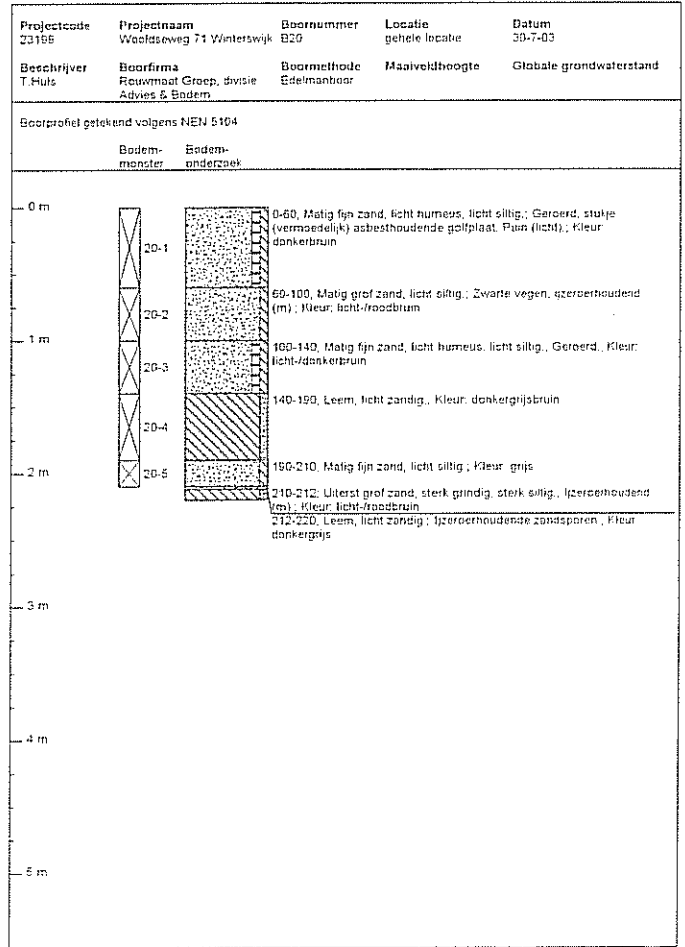 Projectcode Projectnaam Boornummer Locatie Datum
23196 Wooldseweg 71 Winterswijk B20 gehele locatie 30-7-03
Beschrijver Boorfirma Boormethode Maaiveldhoogte Globale grondwaterstand
T.Huls Rouwmaat Groep, divisie Edelmanboor
Advies & Bodem
Boorprofiel getekend volgens NEN 5104
Bodem- Bodem-
monster onderzoek
0 m
0-60, Matig fijn zand, licht humeus, licht siltig.; Geroerd, stukje
(vermoedelijk) asbesthoudende golfplaat, Puin (licht).; Kleur:
donkerbruin
20-1
60-100, Matig grof zand, licht siltig.; Zwarte vegen, ijzeroerhoudend
(m).; Kleur: licht-/roodbruin
20-2
1 m
100-140, Matig fijn zand, licht humeus, licht siltig., Geroerd., Kleur:
licht-/donkerbruin
20-3
140-190, Leem, licht zandig., Kleur: donkergrijsbruin
20-4
190-210, Matig fijn zand, licht siltig.; Kleur: grijs
2 m
20-5
210-212, Uiterst grof zand, sterk grindig, sterk siltig., Ijzeroerhoudend
(m).; Kleur: licht-/roodbruin
212-220, Leem, licht zandig.; Ijzeroerhoudende zandsporen.; Kleur:
donkergrijs
3 m
4 m
5 m